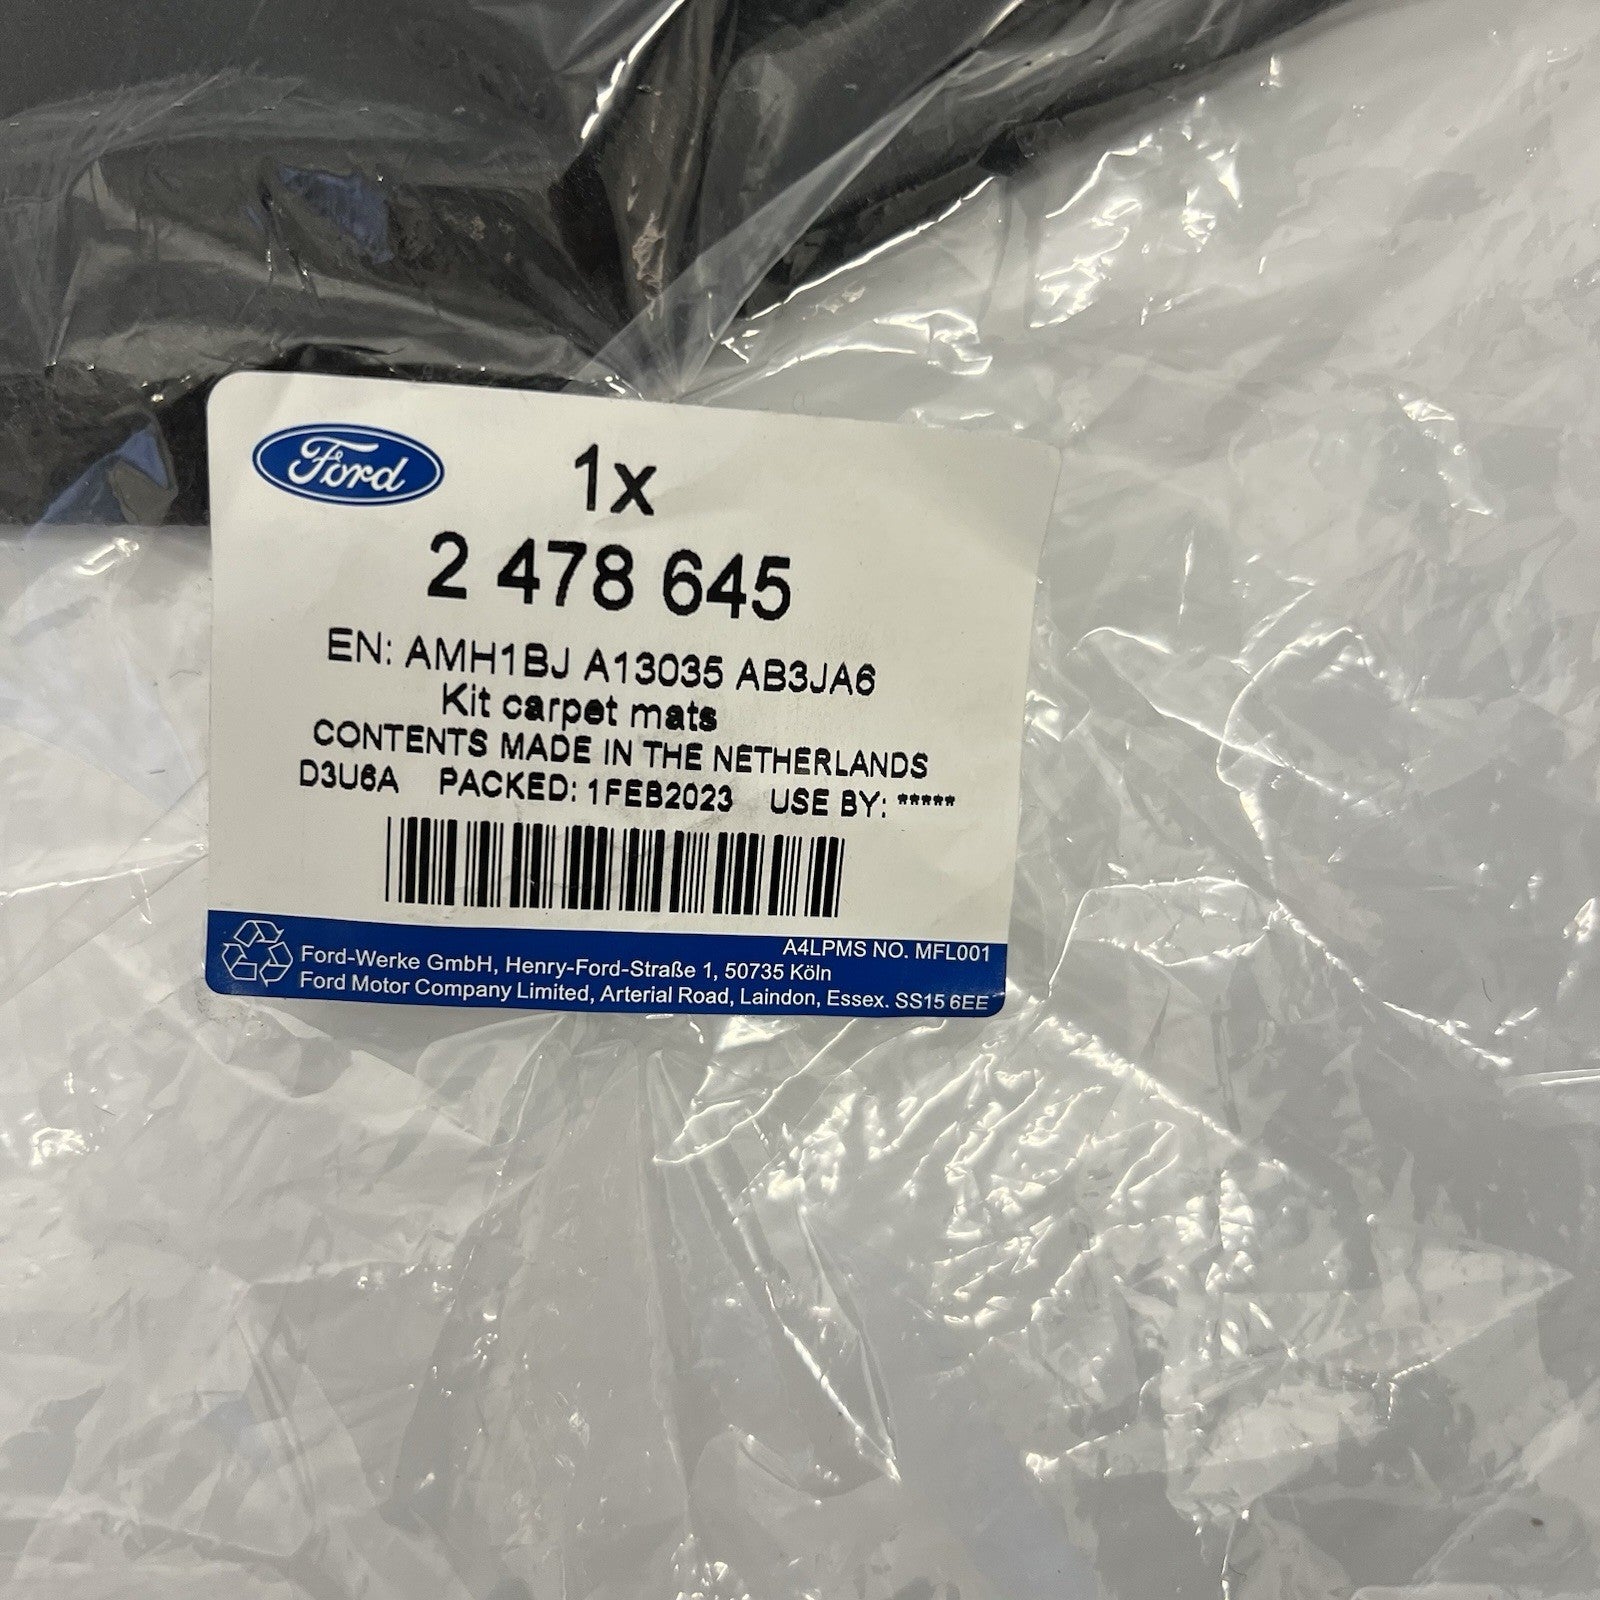 Ford
1x
2 478 645
EN: AMH1BJ A13035 AB3JA6
Kit carpet mats
CONTENTS MADE IN THE NETHERLANDS
D3U6A PACKED: 1FEB2023 USE BY: *****
A4LPMS NO. MFL001
Ford-Werke GmbH, Henry-Ford-Straße 1, 50735 Köln
Ford Motor Company Limited, Arterial Road, Laindon, Essex. SS15 6EE